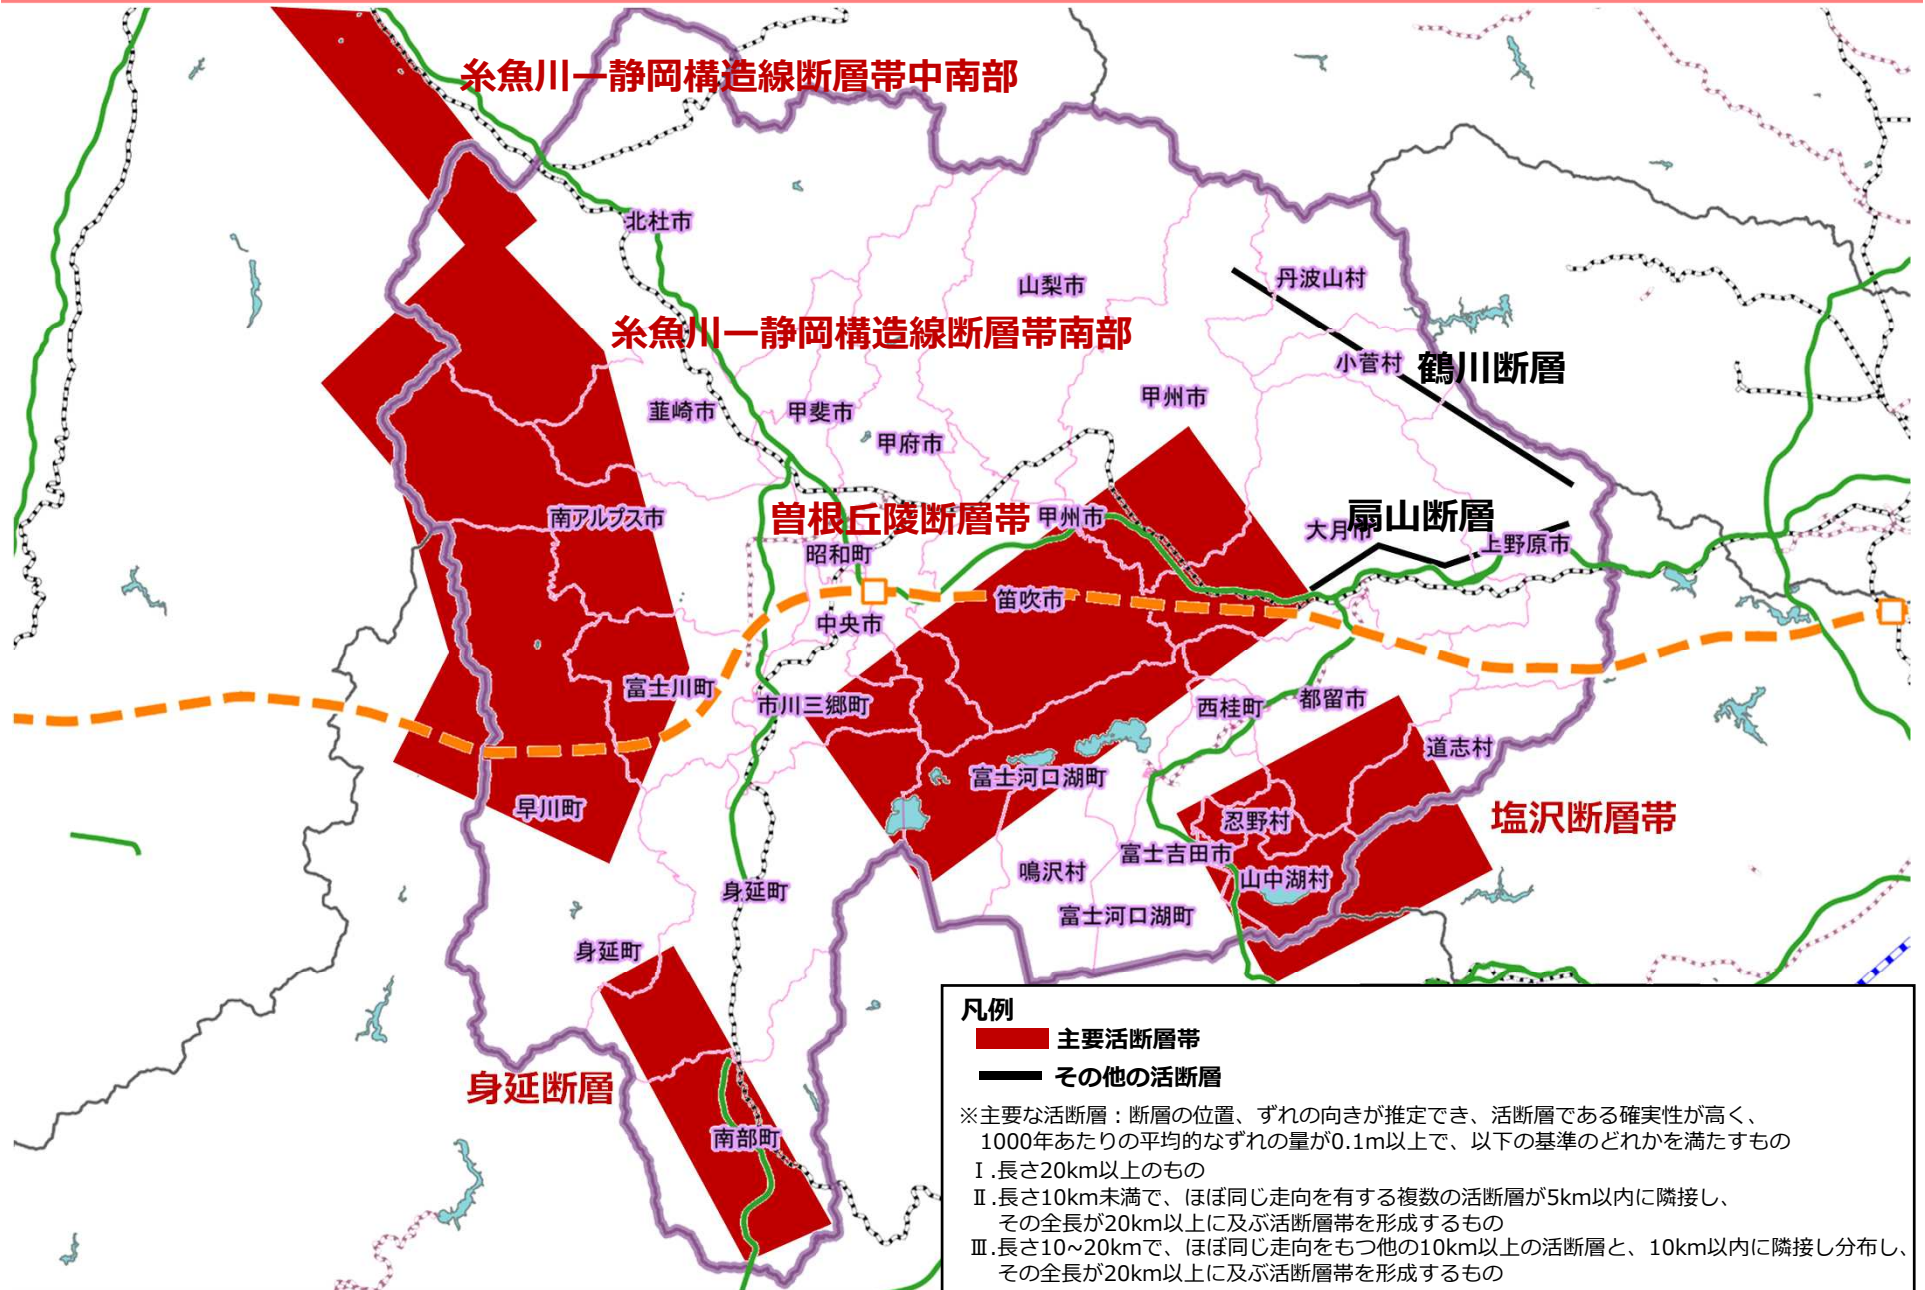 糸魚川ー静岡構造線断層帯中南部
北杜市
丹波山村
山梨市
糸魚川ー静岡構造線断層帯南部
小菅村
鶴川断層
韮崎市
甲斐市
甲州市
甲府市
南アルプス市
曽根丘陵断層帯
甲州市
扇山断層
大月市
上野原市
昭和町
笛吹市
中央市
富士川町
市川三郷町
西桂町
都留市
道志村
富士河口湖町
早川町
忍野村
塩沢断層帯
富士吉田市
鳴沢村
山中湖村
身延町
富士河口湖町
身延町
身延断層
南部町
凡例
主要活断層帯
その他の活断層
※主要な活断層：断層の位置、ずれの向きが推定でき、活断層である確実性が高く、
1000年あたりの平均的なずれの量が0.1m以上で、以下の基準のどれかを満たすもの
Ⅰ.長さ20km以上のもの
Ⅱ.長さ10km未満で、ほぼ同じ走向を有する複数の活断層が5km以内に隣接し、
その全長が20km以上に及ぶ活断層帯を形成するもの
Ⅲ.長さ10~20kmで、ほぼ同じ走向をもつ他の10km以上の活断層と、10km以内に隣接し分布し、
その全長が20km以上に及ぶ活断層帯を形成するもの